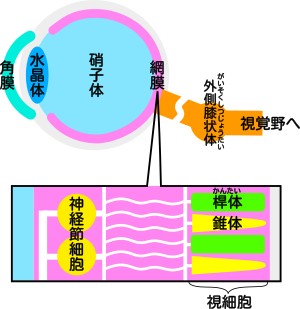 角膜
水晶体
硝子体
網膜
がいそくしつじょうたい
外側膝状体
視覚野へ
神経節細胞
かんたい
桿体
錐体
視細胞